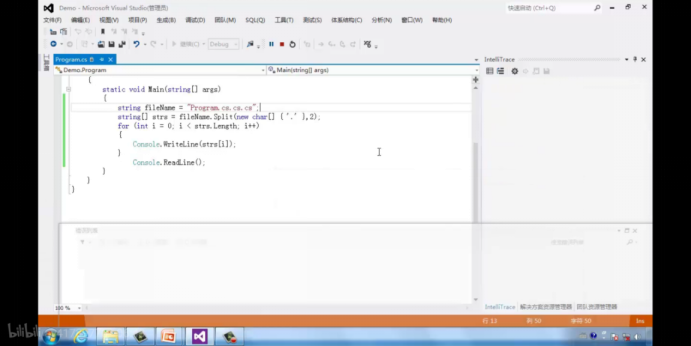 Demo - Microsoft Visual Studio(管理员)
快速启动 (Ctrl+Q)
文件(F) 编辑(E) 视图(V) 项目(P) 生成(B) 调试(D) 团队(M) SQL(Q) 工具(T) 测试(S) 体系结构(C) 分析(N) 窗口(W) 帮助(H)
继续(C) Debug
Program.cs
IntelliTrace
Demo.Program
Main(string[] args)
{
static void Main(string[] args)
{
string fileName = "Program.cs.cs.cs";
string[] strs = fileName.Split(new char[] { '.' },2);
for (int i = 0; i < strs.Length; i++)
{
Console.WriteLine(strs[i]);
}
Console.ReadLine();
}
}
}
100 %
IntelliTrace 解决方案资源管理器 团队资源管理器
行 13 列 50 字符 50 Ins
bilibili